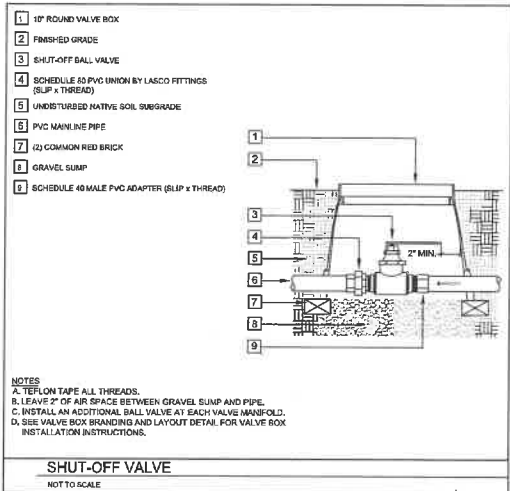 1 10" ROUND VALVE BOX
2 FINISHED GRADE
3 SHUT-OFF BALL VALVE
4 SCHEDULE 80 PVC UNION BY LASCO FITTINGS
(SLIP x THREAD)
5 UNDISTURBED NATIVE SOIL SUBGRADE
6 PVC MAINLINE PIPE
7 (2) COMMON RED BRICK
8 GRAVEL SUMP
9 SCHEDULE 40 MALE PVC ADAPTER (SLIP x THREAD)
1
2
3
4
2" MIN.
5
6
7
8
9
NOTES
A. TEFLON TAPE ALL THREADS.
B. LEAVE 2" OF AIR SPACE BETWEEN GRAVEL SUMP AND PIPE.
C. INSTALL AN ADDITIONAL BALL VALVE AT EACH VALVE MANIFOLD.
D. SEE VALVE BOX BRANDING AND LAYOUT DETAIL FOR VALVE BOX
INSTALLATION INSTRUCTIONS.
SHUT-OFF VALVE
NOT TO SCALE